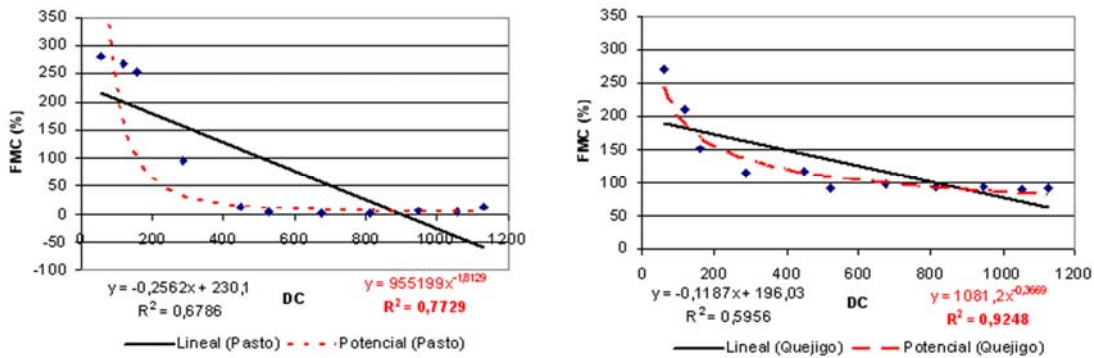 FMC (%)
350
300
250
200
150
100
50
0
-50
-100
0 200 400 600 800 1000 1200
DC
y = -0,2562x + 230,1
R² = 0,6786
y = 955199x^-1,8129
R² = 0,7729
Lineal (Pasto) Potencial (Pasto)
FMC (%)
350
300
250
200
150
100
50
0
0 200 400 600 800 1000 1200
DC
y = -0,1187x + 196,03
R² = 0,5956
y = 1081,2x^-0,3669
R² = 0,9248
Lineal (Quejigo) Potencial (Quejigo)